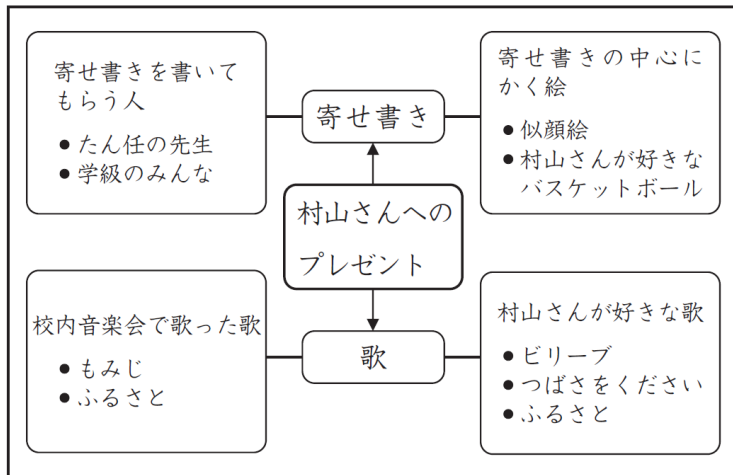 寄せ書きを書いて
もらう人
● たん任の先生
● 学級のみんな
寄せ書き
寄せ書きの中心に
かく絵
● 似顔絵
● 村山さんが好きな
バスケットボール
村山さんへの
プレゼント
校内音楽会で歌った歌
● もみじ
● ふるさと
歌
村山さんが好きな歌
● ビリーブ
● つばさをください
● ふるさと